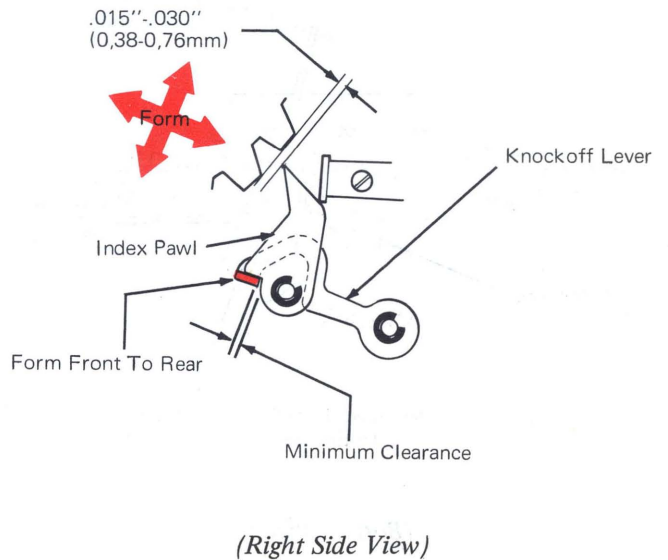 .015"-.030"
(0,38-0,76mm)
Form
Knockoff Lever
Index Pawl
Form Front To Rear
Minimum Clearance
(Right Side View)